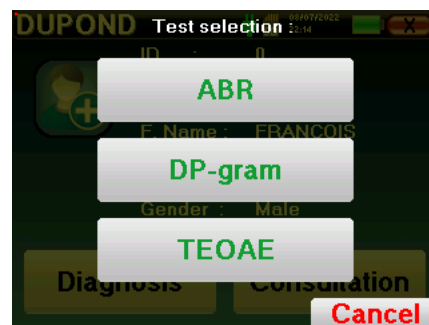 DUPOND
Test selection :
08/07/2022
22:14
X
ID : 0
ABR
F. Name : FRANCOIS
DP-gram
Gender : Male
TEOAE
Diagnosis
Consultation
Cancel